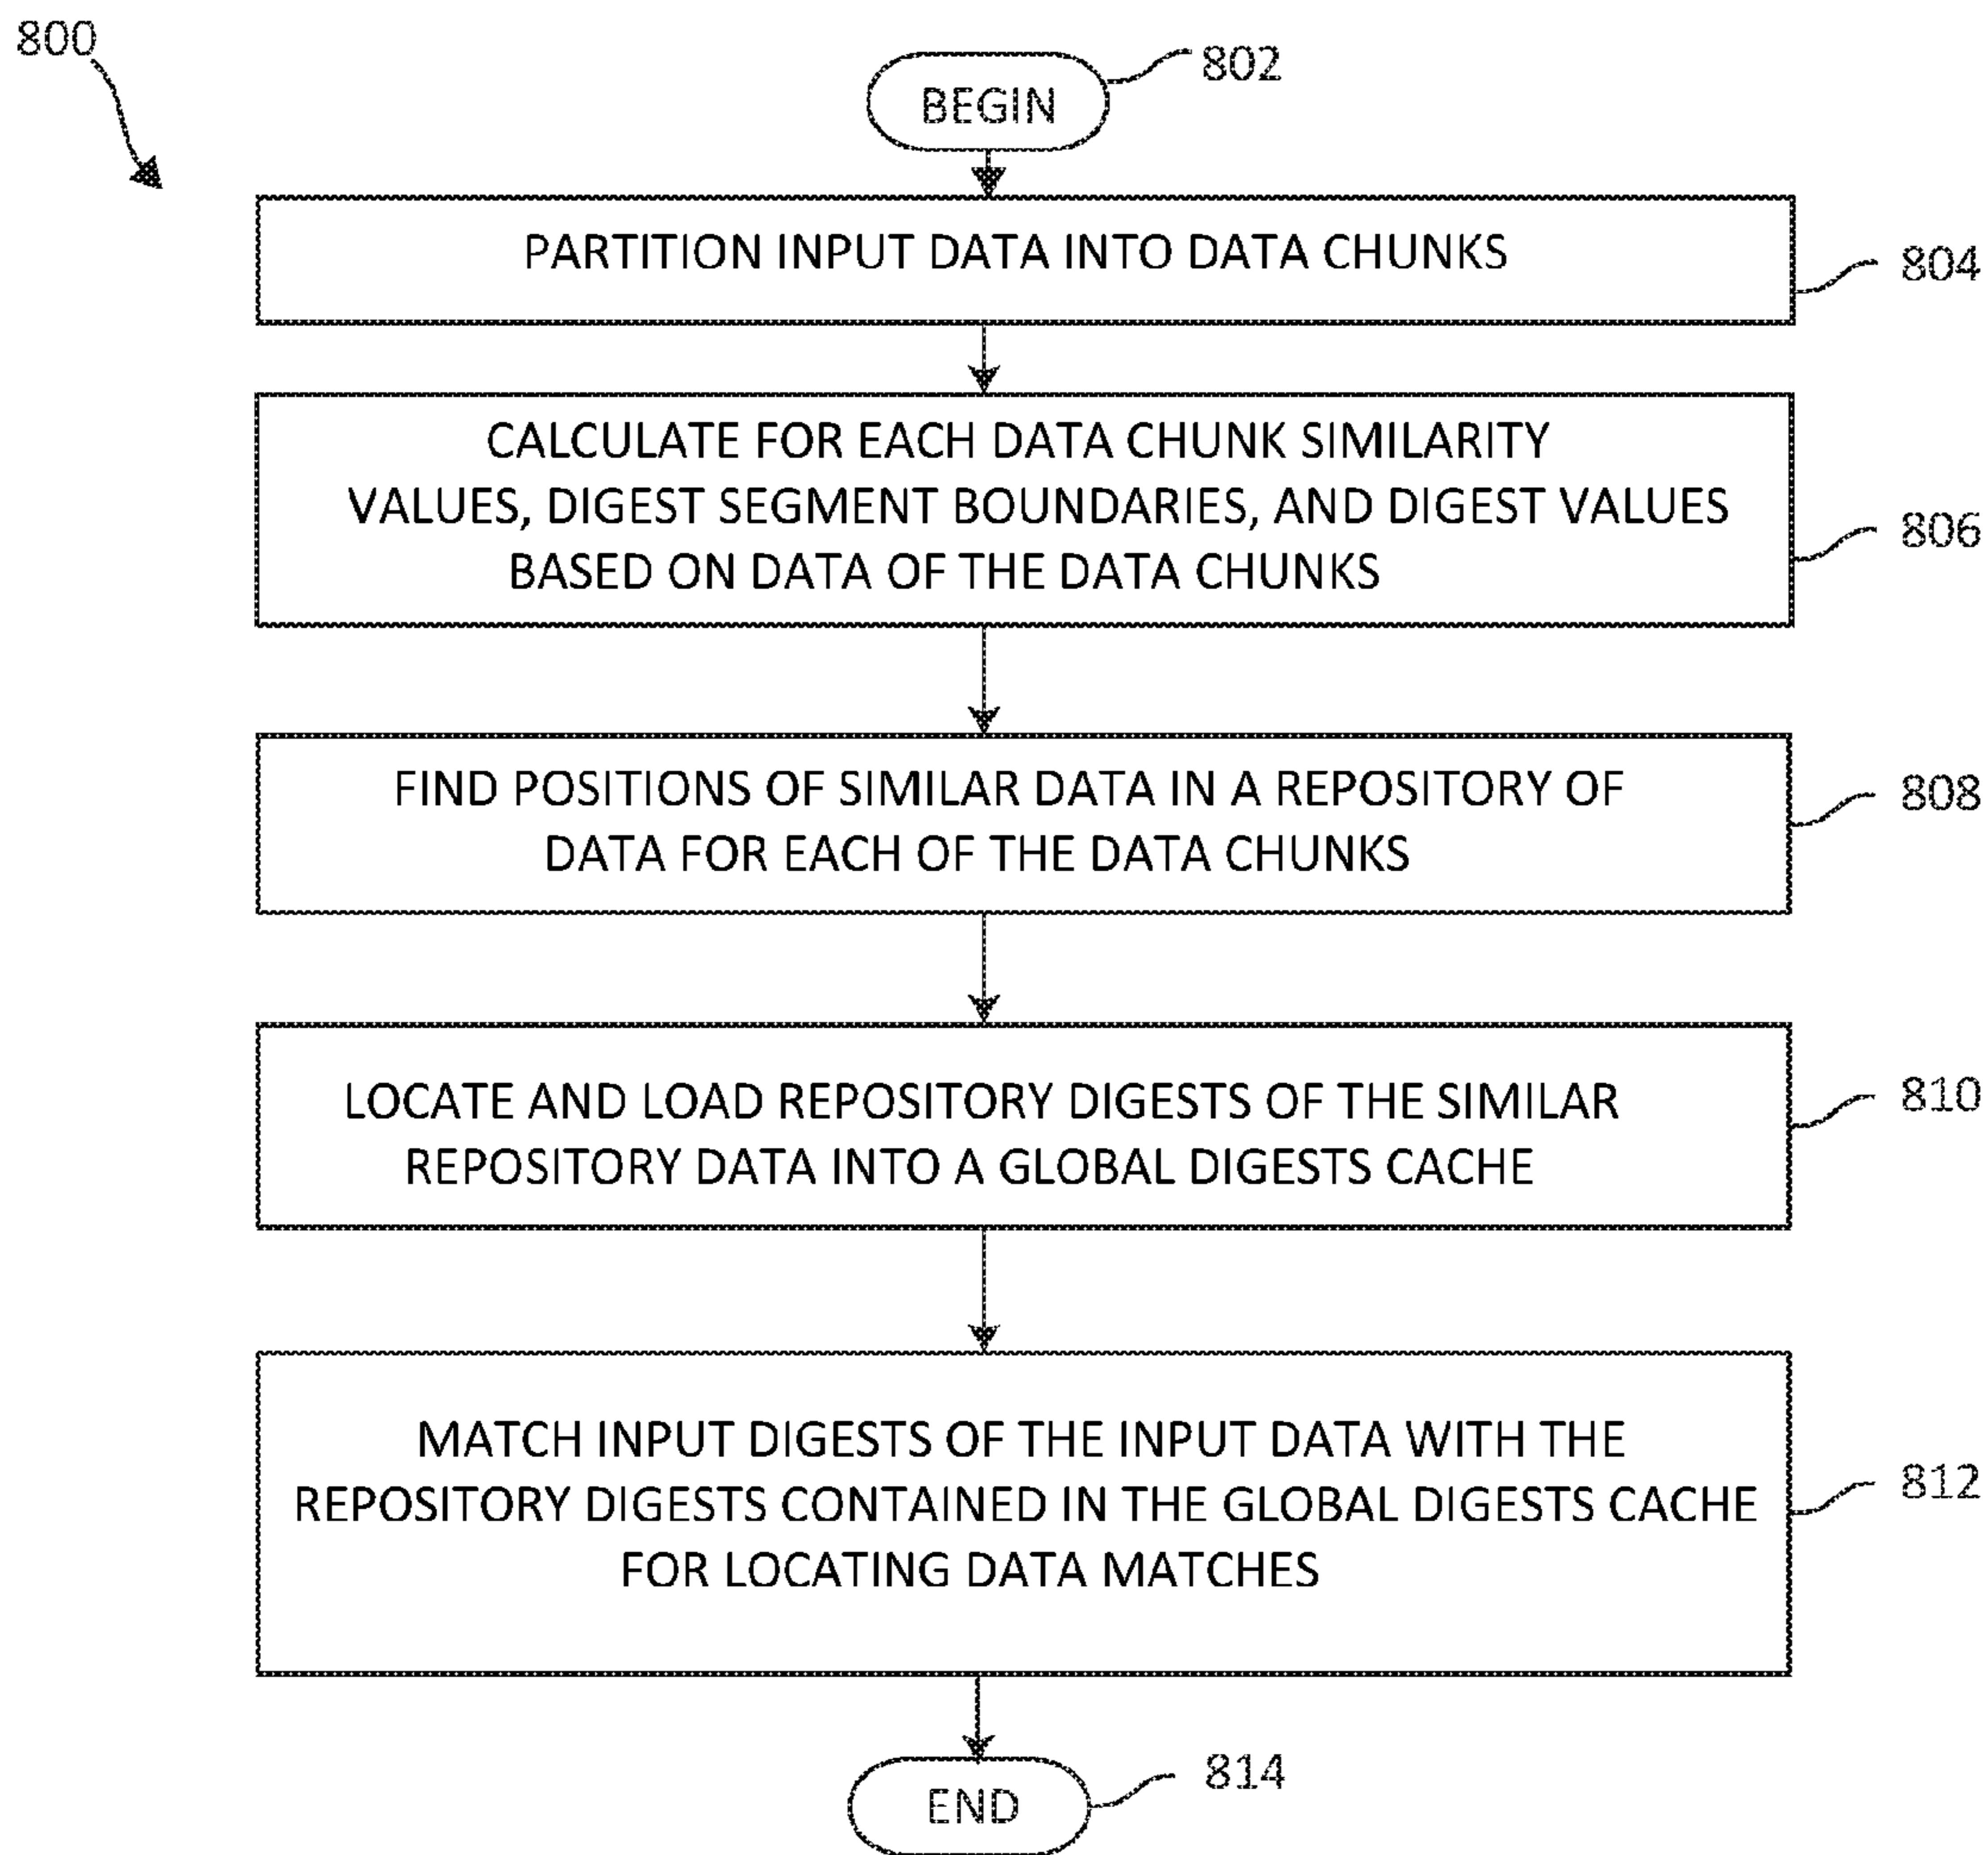 800
802
BEGIN
PARTITION INPUT DATA INTO DATA CHUNKS
804
CALCULATE FOR EACH DATA CHUNK SIMILARITY
VALUES, DIGEST SEGMENT BOUNDARIES, AND DIGEST VALUES
BASED ON DATA OF THE DATA CHUNKS
806
FIND POSITIONS OF SIMILAR DATA IN A REPOSITORY OF
DATA FOR EACH OF THE DATA CHUNKS
808
LOCATE AND LOAD REPOSITORY DIGESTS OF THE SIMILAR
REPOSITORY DATA INTO A GLOBAL DIGESTS CACHE
810
MATCH INPUT DIGESTS OF THE INPUT DATA WITH THE
REPOSITORY DIGESTS CONTAINED IN THE GLOBAL DIGESTS CACHE
FOR LOCATING DATA MATCHES
812
END
814